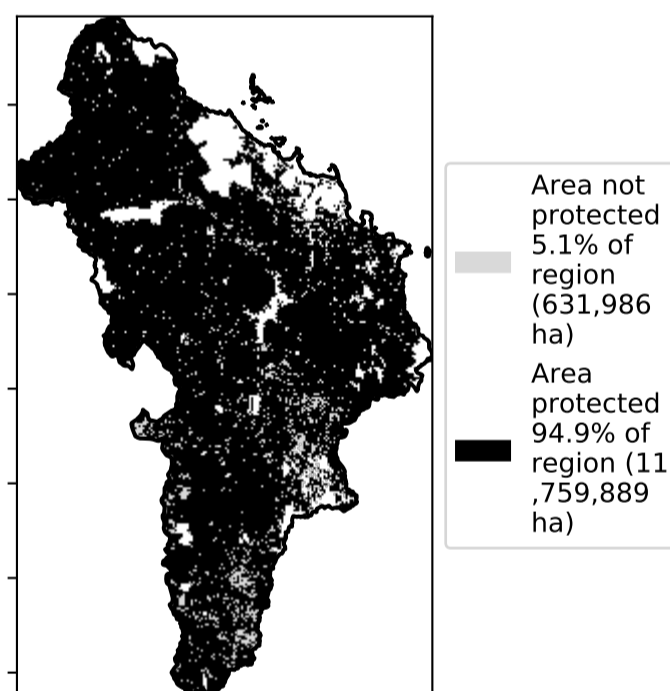 Area not
protected
5.1% of
region
(631,986
ha)
Area
protected
94.9% of
region (11
,759,889
ha)